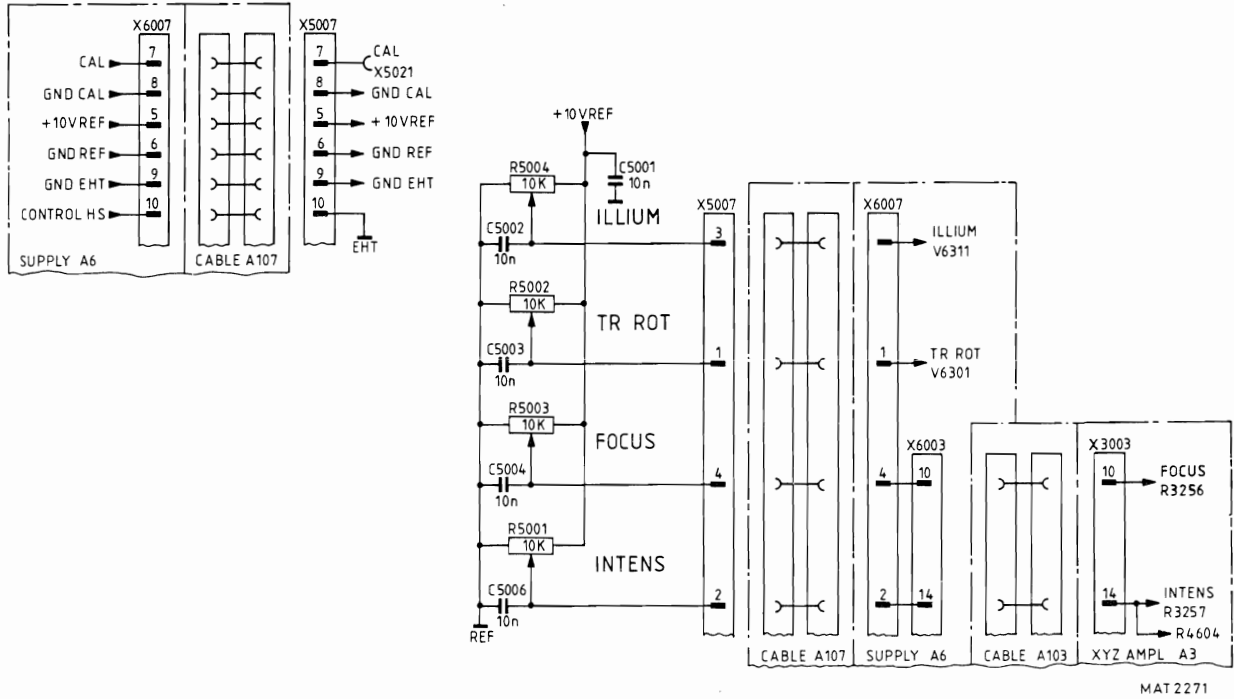 X6007
X5007
CAL 7
7 CAL
X5021
GND CAL 8
8 GND CAL
+10VREF 5
5 +10VREF
GND REF 6
6 GND REF
GND EHT 9
9 GND EHT
CONTROL HS 10
10
EHT
SUPPLY A6
CABLE A107
+10VREF
R5004
10K
C5001
10n
ILLIUM
C5002
10n
X5007
3
X6007
ILLIUM
V6311
R5002
10K
TR ROT
C5003
10n
1
1
TR ROT
V6301
R5003
10K
FOCUS
C5004
10n
4
4
X6003
10
X3003
10
FOCUS
R3256
R5001
10K
INTENS
C5006
10n
REF
2
2
14
14
INTENS
R3257
R4604
CABLE A107
SUPPLY A6
CABLE A103
XYZ AMPL A3
MAT2271